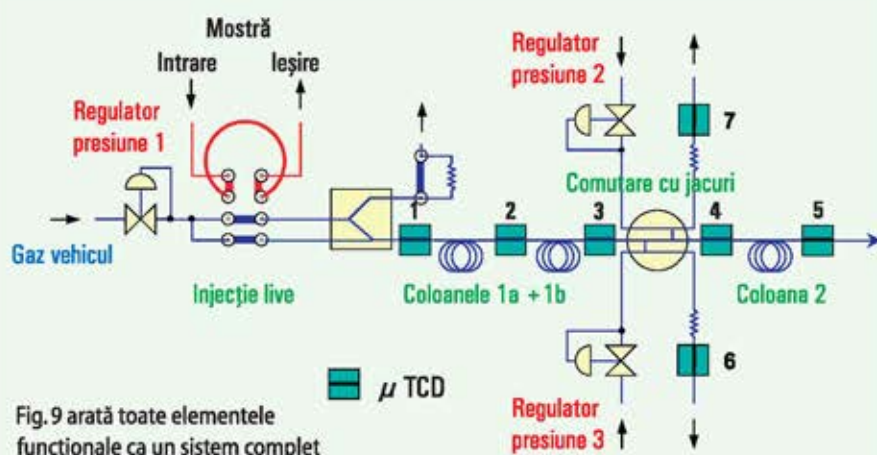 Mostră
Intrare
Ieșire
Regulator
presiune 1
Gaz vehicul
Injecție live
Regulator
presiune 2
7
Comutare cu jacuri
1
2
3
4
5
Coloanele 1a + 1b
Coloana 2
μ TCD
6
Regulator
presiune 3
Fig. 9 arată toate elementele
funcționale ca un sistem complet